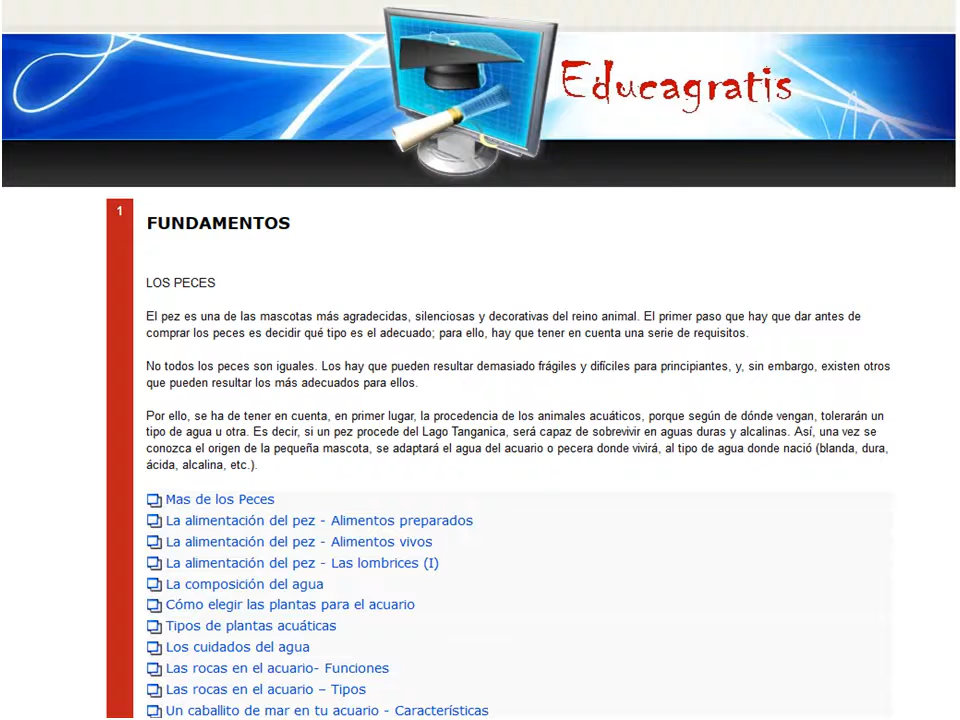 Educagratis
1
FUNDAMENTOS
LOS PECES
El pez es una de las mascotas más agradecidas, silenciosas y decorativas del reino animal. El primer paso que hay que dar antes de
comprar los peces es decidir qué tipo es el adecuado; para ello, hay que tener en cuenta una serie de requisitos.
No todos los peces son iguales. Los hay que pueden resultar demasiado frágiles y difíciles para principiantes, y, sin embargo, existen otros
que pueden resultar los más adecuados para ellos.
Por ello, se ha de tener en cuenta, en primer lugar, la procedencia de los animales acuáticos, porque según de dónde vengan, tolerarán un
tipo de agua u otra. Es decir, si un pez procede del Lago Tanganica, será capaz de sobrevivir en aguas duras y alcalinas. Así, una vez se
conozca el origen de la pequeña mascota, se adaptará el agua del acuario o pecera donde vivirá, al tipo de agua donde nació (blanda, dura,
ácida, alcalina, etc.).
Mas de los Peces
La alimentación del pez - Alimentos preparados
La alimentación del pez - Alimentos vivos
La alimentación del pez - Las lombrices (I)
La composición del agua
Cómo elegir las plantas para el acuario
Tipos de plantas acuáticas
Los cuidados del agua
Las rocas en el acuario- Funciones
Las rocas en el acuario – Tipos
Un caballito de mar en tu acuario - Características